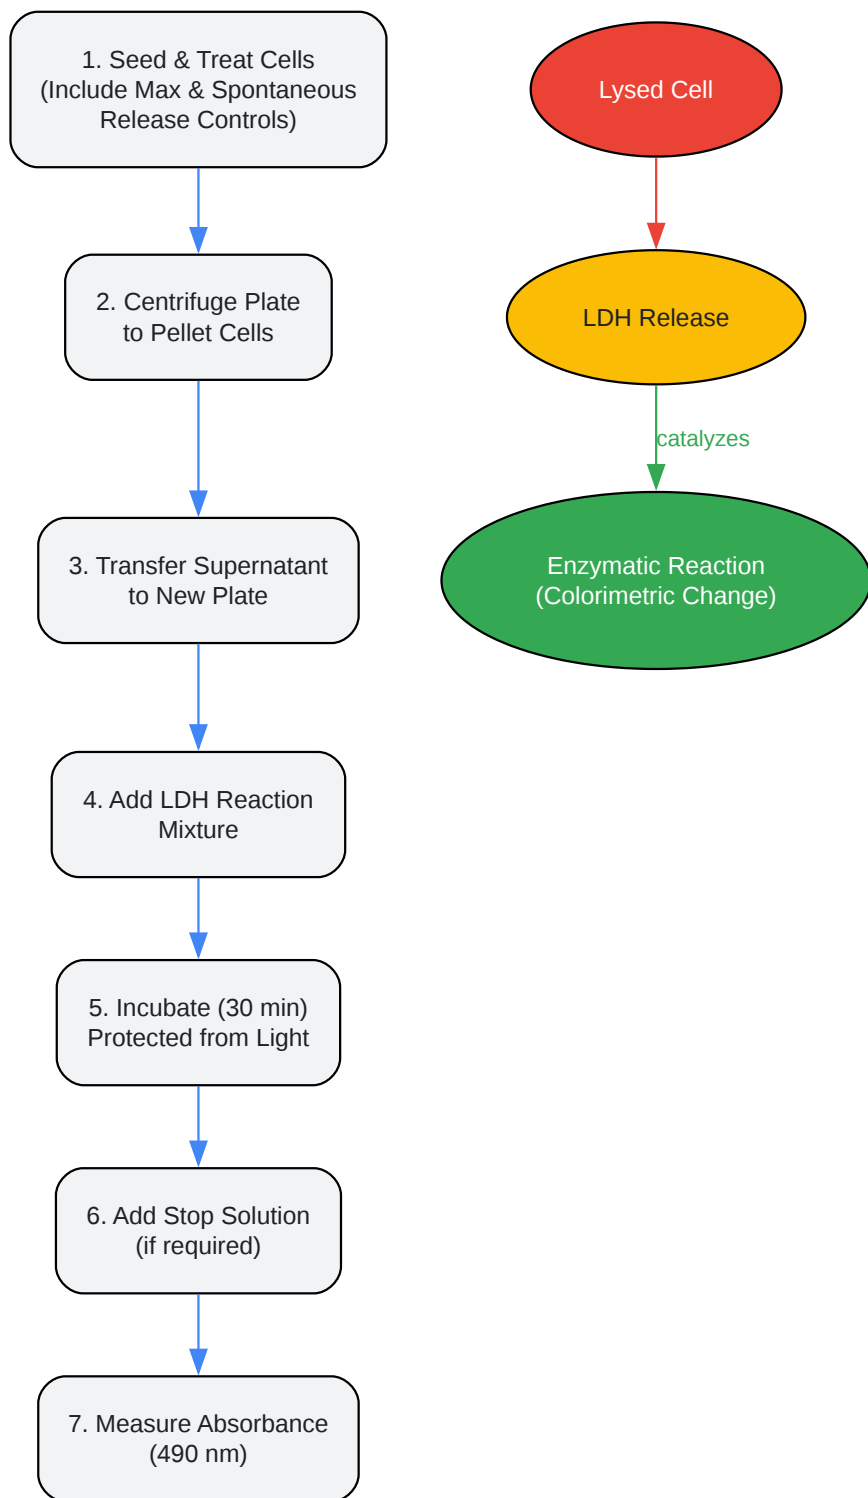 1. Seed & Treat Cells
(Include Max & Spontaneous
Release Controls)
2. Centrifuge Plate
to Pellet Cells
3. Transfer Supernatant
to New Plate
4. Add LDH Reaction
Mixture
5. Incubate (30 min)
Protected from Light
6. Add Stop Solution
(if required)
7. Measure Absorbance
(490 nm)
Lysed Cell
LDH Release
catalyzes
Enzymatic Reaction
(Colorimetric Change)